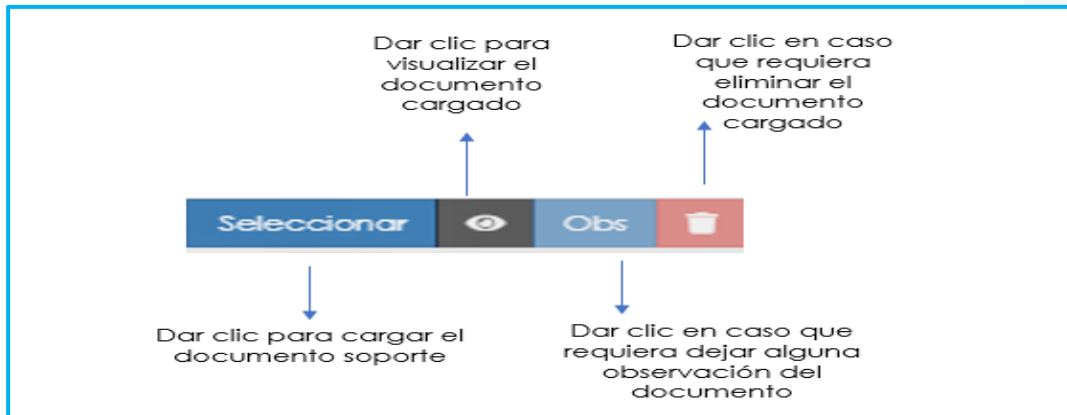 Dar clic para
visualizar el
documento
cargado
Dar clic en caso
que requiera
eliminar el
documento
cargado
Seleccionar
Obs
Dar clic para cargar el
documento soporte
Dar clic en caso que
requiera dejar alguna
observación del
documento